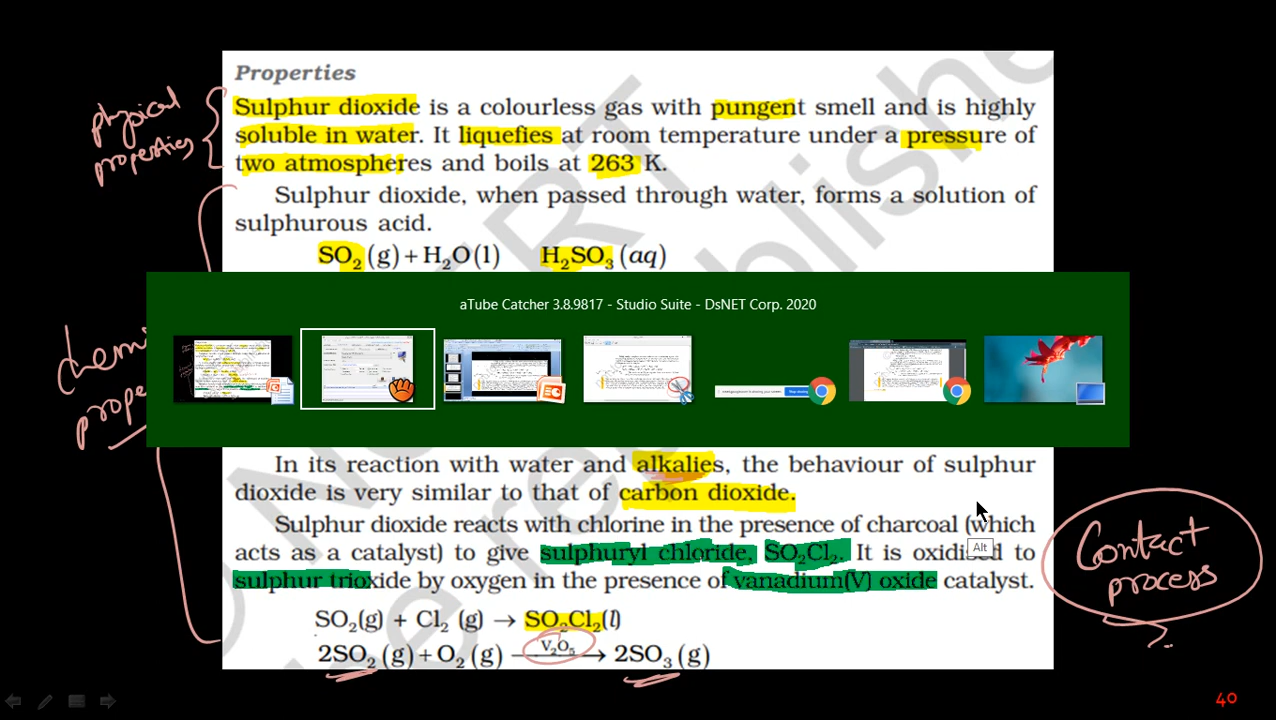 Properties
Sulphur dioxide is a colourless gas with pungent smell and is highly
soluble in water. It liquefies at room temperature under a pressure of
two atmospheres and boils at 263 K.
physical
properties
Sulphur dioxide, when passed through water, forms a solution of
sulphurous acid.
SO₂(g) + H₂O(l) H₂SO₃(aq)
aTube Catcher 3.8.9817 - Studio Suite - DsNET Corp. 2020
chemi
prope
In its reaction with water and alkalies, the behaviour of sulphur
dioxide is very similar to that of carbon dioxide.
Sulphur dioxide reacts with chlorine in the presence of charcoal (which
acts as a catalyst) to give sulphuryl chloride, SO₂Cl₂. It is oxidised to
sulphur trioxide by oxygen in the presence of vanadium(V) oxide catalyst.
Alt
Contact
process
SO₂(g) + Cl₂ (g) → SO₂Cl₂(l)
2SO₂(g) + O₂(g) V₂O₅→ 2SO₃(g)
40